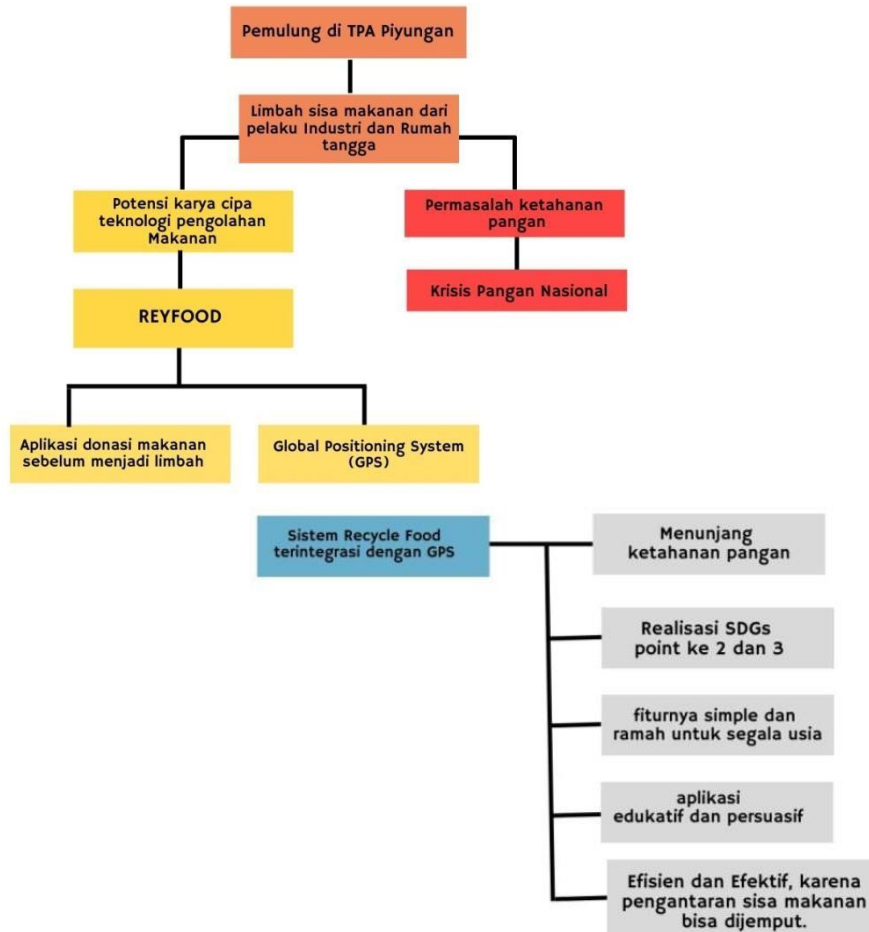 Pemulung di TPA Piyungan
Limbah sisa makanan dari
pelaku Industri dan Rumah
tangga
Potensi karya cipa
teknologi pengolahan
Makanan
Permasalah ketahanan
pangan
Krisis Pangan Nasional
REYFOOD
Aplikasi donasi makanan
sebelum menjadi limbah
Global Positioning System
(GPS)
Sistem Recycle Food
terintegrasi dengan GPS
Menunjang
ketahanan pangan
Realisasi SDGs
point ke 2 dan 3
fiturnya simple dan
ramah untuk segala usia
aplikasi
edukatif dan persuasif
Efisien dan Efektif, karena
pengantaran sisa makanan
bisa dijemput.